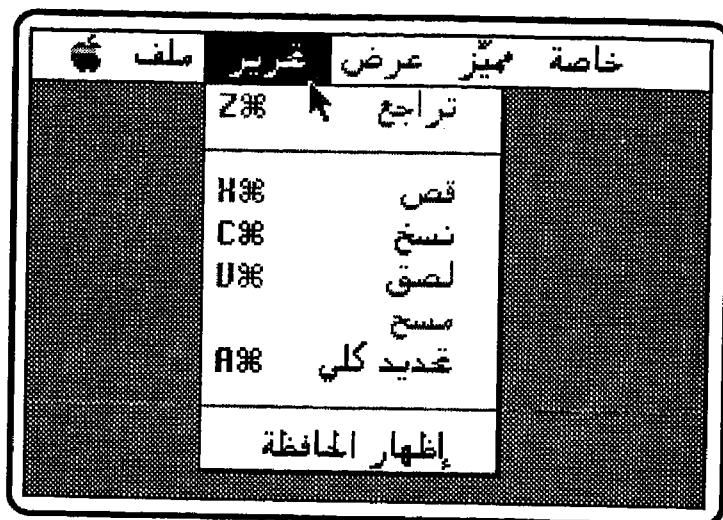 خاصة مميّز عرض تحرير ملف
تراجع Z⌘
قص X⌘
نسخ C⌘
لصق V⌘
مسح
تحديد كلي A⌘
إظهار الحافظة